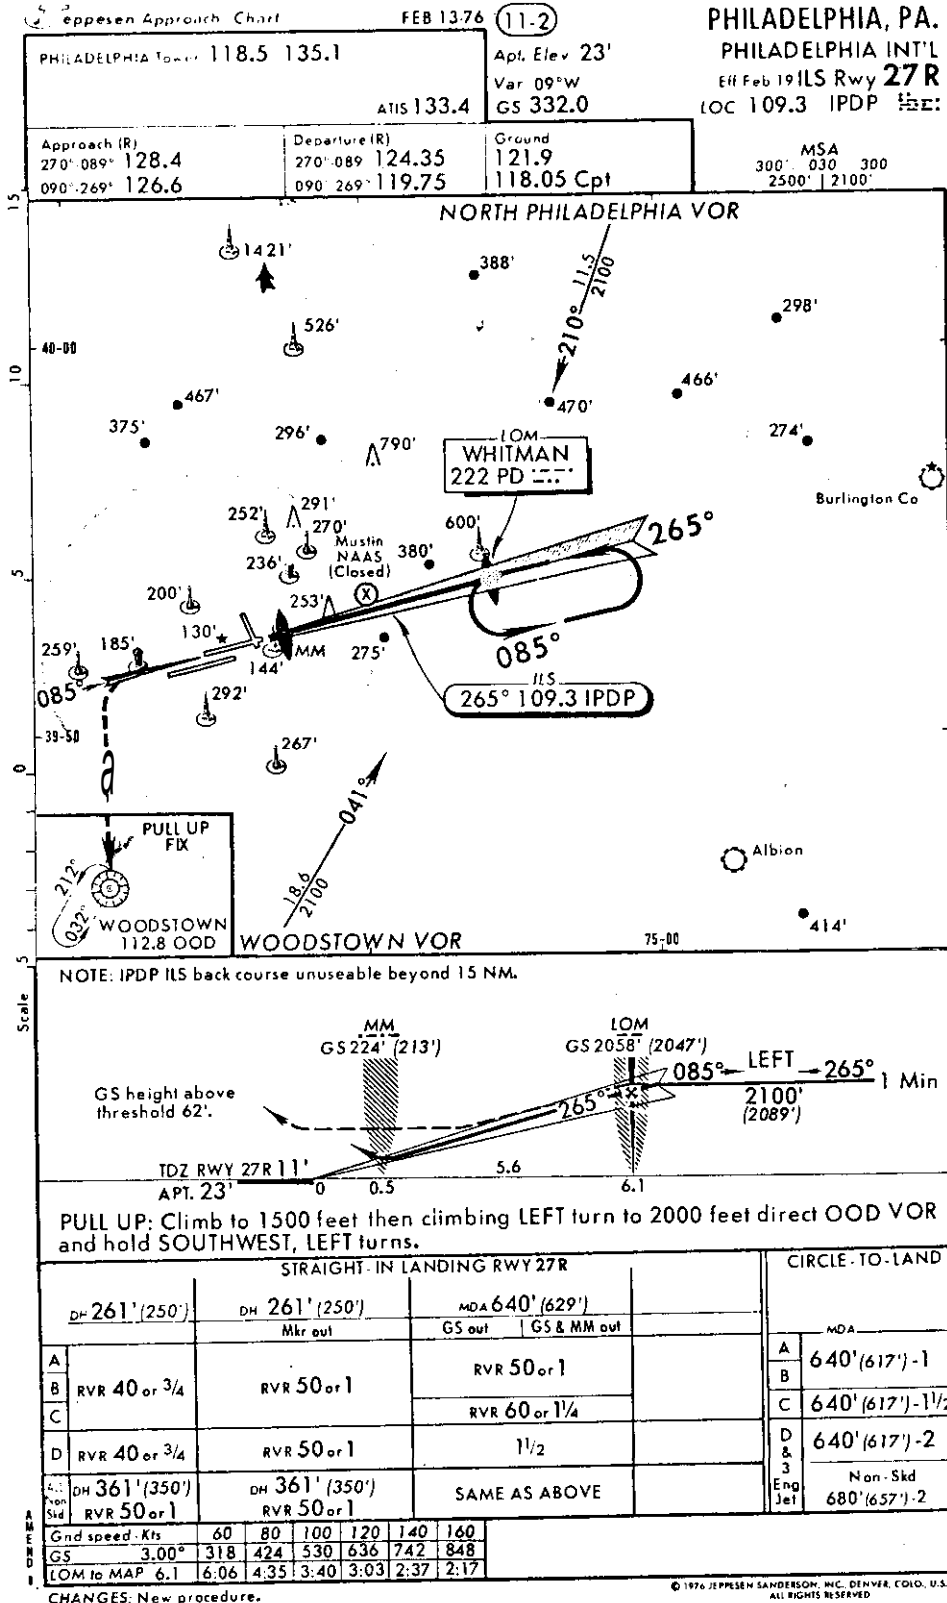 eppesen Approach Chart FEB 13-76 11-2 PHILADELPHIA, PA.
PHILADELPHIA INT'L
Eff Feb 19 ILS Rwy 27R
LOC 109.3 IPDP
PHILADELPHIA Tower 118.5 135.1
ATIS 133.4
Apt. Elev 23'
Var 09°W
GS 332.0
Approach (R)
270°-089° 128.4
090°-269° 126.6
Departure (R)
270°-089 124.35
090° 269° 119.75
Ground
121.9
118.05 Cpt
MSA
300° 030 300
2500' 2100'
15
NORTH PHILADELPHIA VOR
1421'
388'
11.5
2100
210°
298'
526'
40-00
10
467'
470'
466'
375'
296'
790'
274'
LOM
WHITMAN
222 PD
Burlington Co
252'
291'
270'
600'
265°
Mustin
NAAS
(Closed)
380'
236'
5
X
200'
253'
130'
085°
259'
185'
144'
MM
275'
085°
ILS
265° 109.3 IPDP
292'
39-50
267'
0
041°
PULL UP
FIX
212°
032°
18.6
2100
Albion
WOODSTOWN
112.8 OOD
WOODSTOWN VOR
75-00
414'
5
Scale
NOTE: IPDP ILS back course unuseable beyond 15 NM.
MM
GS 224' (213')
LOM
GS 2058' (2047')
085° LEFT 265°
1 Min
2100'
(2089')
GS height above
threshold 62'.
265°
TDZ RWY 27R 11'
APT. 23'
0 0.5 5.6 6.1
PULL UP: Climb to 1500 feet then climbing LEFT turn to 2000 feet direct OOD VOR
and hold SOUTHWEST, LEFT turns.
STRAIGHT-IN LANDING RWY 27R
CIRCLE-TO-LAND
DH 261' (250')
DH 261' (250')
MDA 640' (629')
Mkr out
GS out GS & MM out
MDA
A
B
C
RVR 40 or 3/4
RVR 50 or 1
RVR 50 or 1
RVR 60 or 1 1/4
A
B
640' (617')-1
C 640' (617')-1 1/2
D RVR 40 or 3/4 RVR 50 or 1 1 1/2
D
&
3
Eng
Jet
640' (617')-2
Non-Skd
680' (657')-2
Non
Skd
DH 361' (350')
RVR 50 or 1
DH 361' (350')
RVR 50 or 1
SAME AS ABOVE
AMEND
Gnd speed-Kts 60 80 100 120 140 160
GS 3.00° 318 424 530 636 742 848
LOM to MAP 6.1 6:06 4:35 3:40 3:03 2:37 2:17
CHANGES: New procedure.
© 1976 JEPPESEN SANDERSON, INC., DENVER, COLO., U.S.
ALL RIGHTS RESERVED